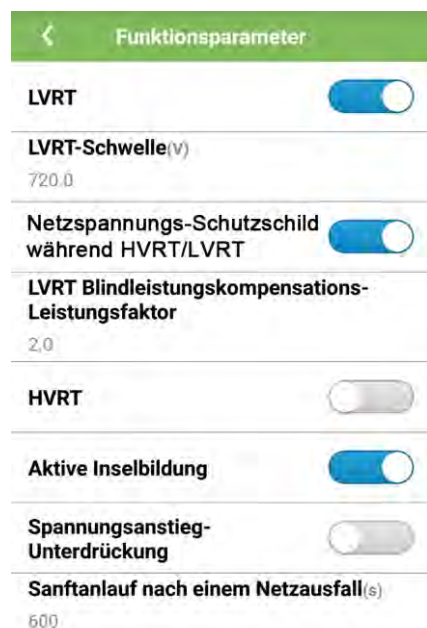 Funktionsparameter
LVRT
LVRT-Schwelle(V)
720.0
Netzspannungs-Schutzschild
während HVRT/LVRT
LVRT Blindleistungskompensations-
Leistungsfaktor
2,0
HVRT
Aktive Inselbildung
Spannungsanstieg-
Unterdrückung
Sanftanlauf nach einem Netzausfall(s)
600